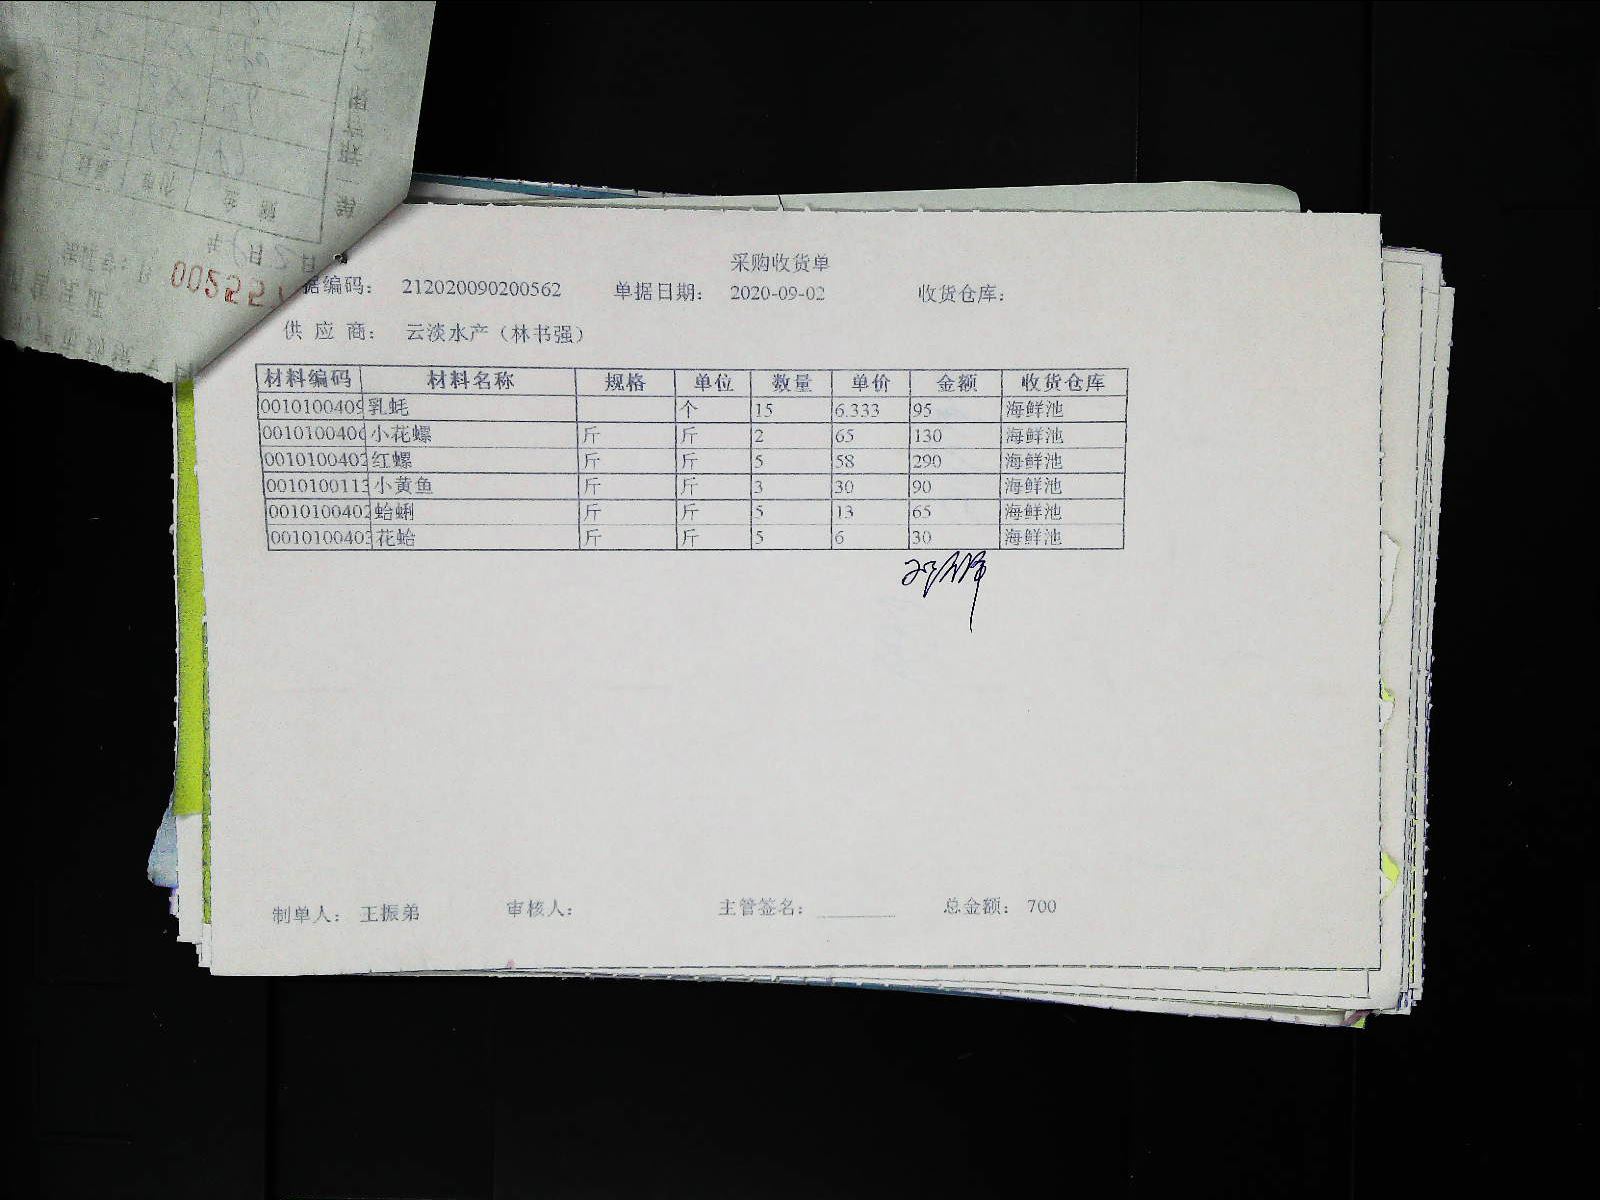 采购收货单
据编码： 212020090200562 单据日期： 2020-09-02 收货仓库：
供 应 商： 云淡水产（林书强）
材料编码 材料名称 规格 单位 数量 单价 金额 收货仓库
0010100409 乳蚝 个 15 6.333 95 海鲜池
0010100406 小花螺 斤 斤 2 65 130 海鲜池
0010100402 红螺 斤 斤 5 58 290 海鲜池
0010100113 小黄鱼 斤 斤 3 30 90 海鲜池
0010100402 蛤蜊 斤 斤 5 13 65 海鲜池
0010100403 花蛤 斤 斤 5 6 30 海鲜池
制单人： 王振弟 审核人： 主管签名： 总金额： 700